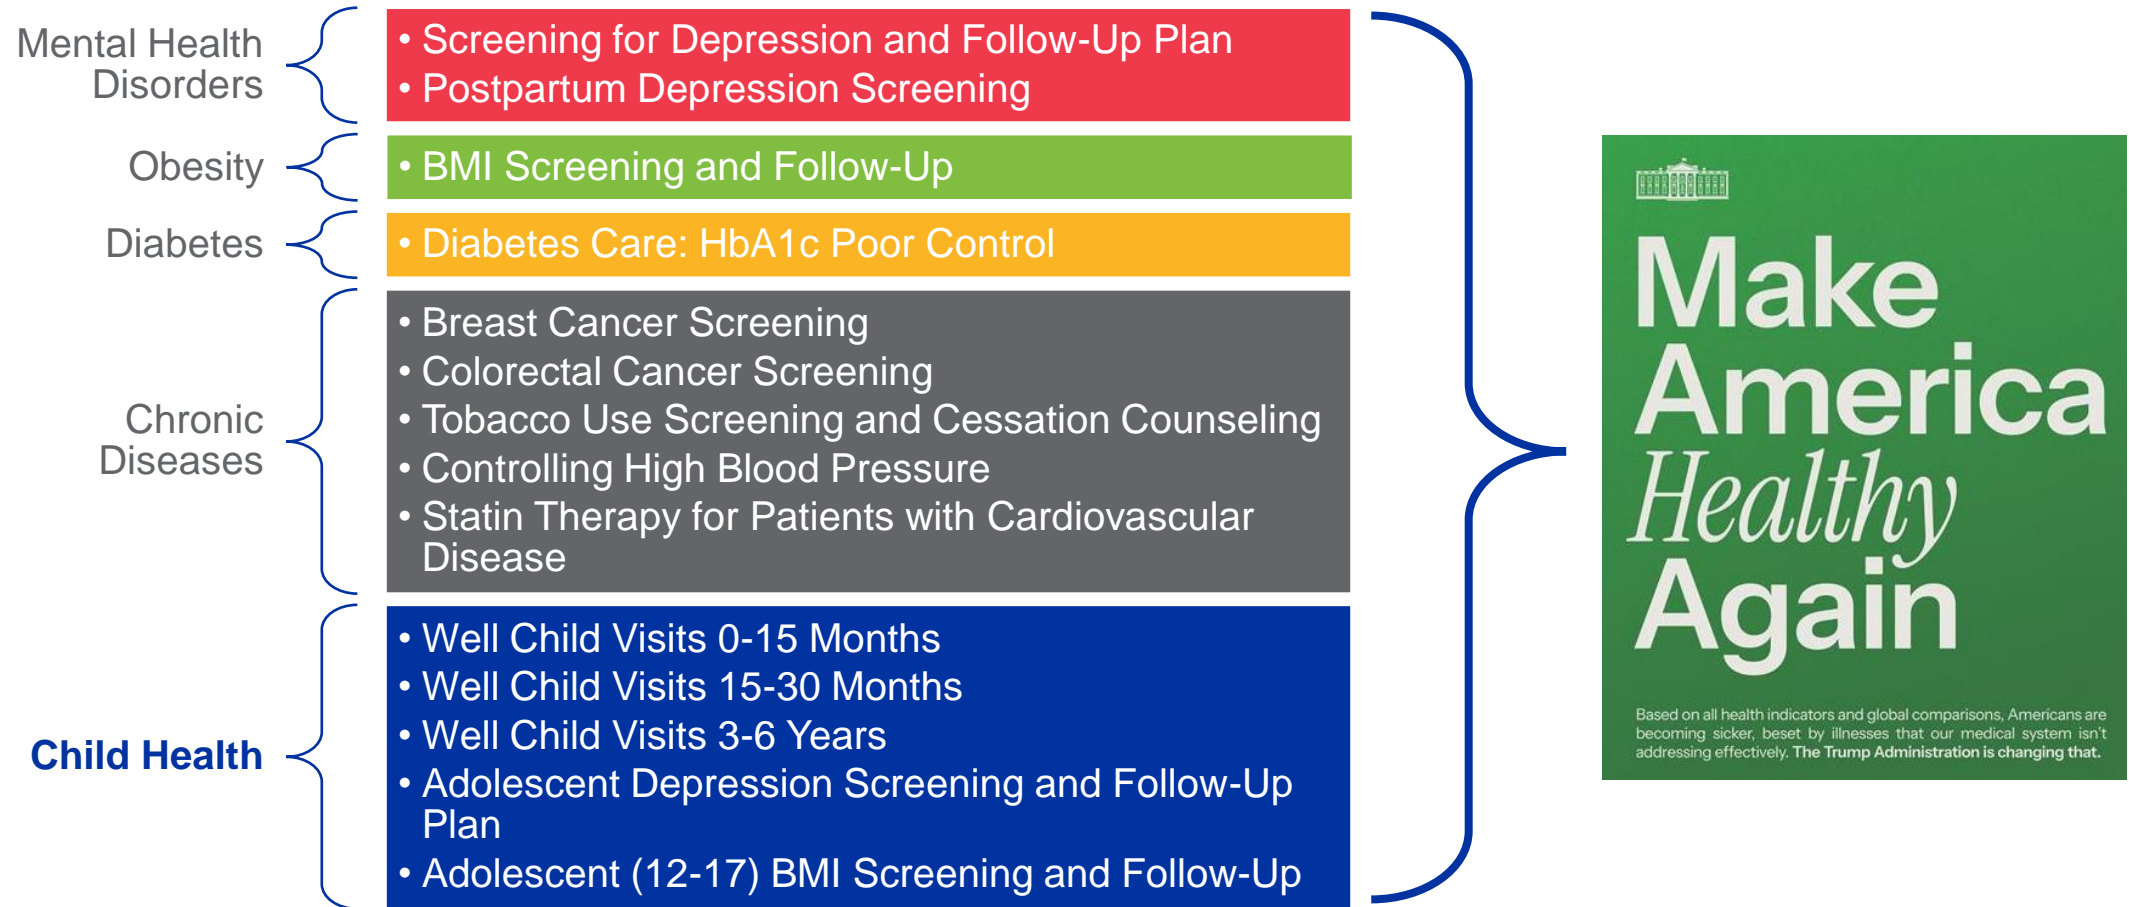 Mental Health
Disorders
• Screening for Depression and Follow-Up Plan
• Postpartum Depression Screening
Obesity
• BMI Screening and Follow-Up
Diabetes
• Diabetes Care: HbA1c Poor Control
Chronic
Diseases
• Breast Cancer Screening
• Colorectal Cancer Screening
• Tobacco Use Screening and Cessation Counseling
• Controlling High Blood Pressure
• Statin Therapy for Patients with Cardiovascular
Disease
Child Health
• Well Child Visits 0-15 Months
• Well Child Visits 15-30 Months
• Well Child Visits 3-6 Years
• Adolescent Depression Screening and Follow-Up
Plan
• Adolescent (12-17) BMI Screening and Follow-Up
Make
America
Healthy
Again
Based on all health indicators and global comparisons, Americans are
becoming sicker, beset by illnesses that our medical system isn't
addressing effectively. The Trump Administration is changing that.